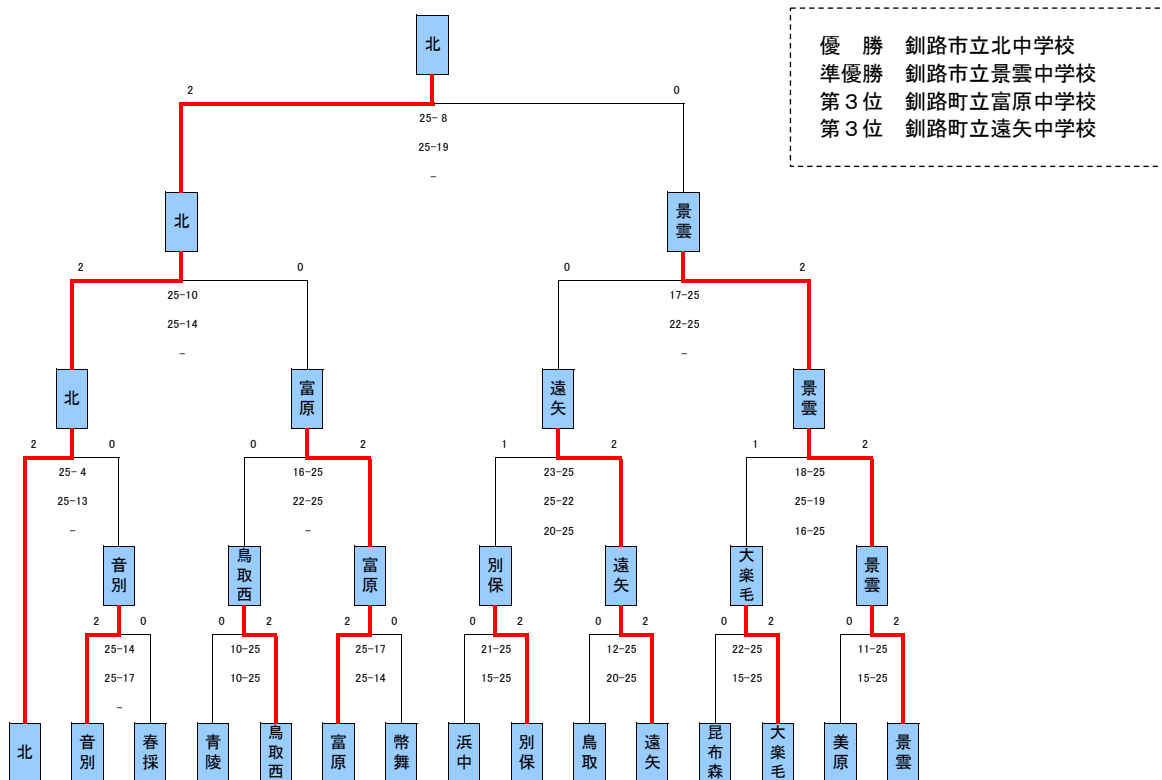 北
優　勝　釧路市立北中学校
準優勝　釧路市立景雲中学校
第３位　釧路町立富原中学校
第３位　釧路町立遠矢中学校
2 0
25- 8
25-19
-
北 景雲
2 0 0 2
25-10 17-25
25-14 22-25
- -
北 富原 遠矢 景雲
2 0 0 2 1 2 1 2
25- 4 16-25 23-25 18-25
25-13 22-25 25-22 25-19
- - 20-25 16-25
音別 鳥取西 富原 別保 遠矢 大楽毛 景雲
2 0 0 2 2 0 0 2 0 2 0 2 0 2
25-14 10-25 25-17 21-25 12-25 22-25 11-25
25-17 10-25 25-14 15-25 20-25 15-25 15-25
-
北 音別 春採 青陵 鳥取西 富原 幣舞 浜中 別保 鳥取 遠矢 昆布森 大楽毛 美原 景雲